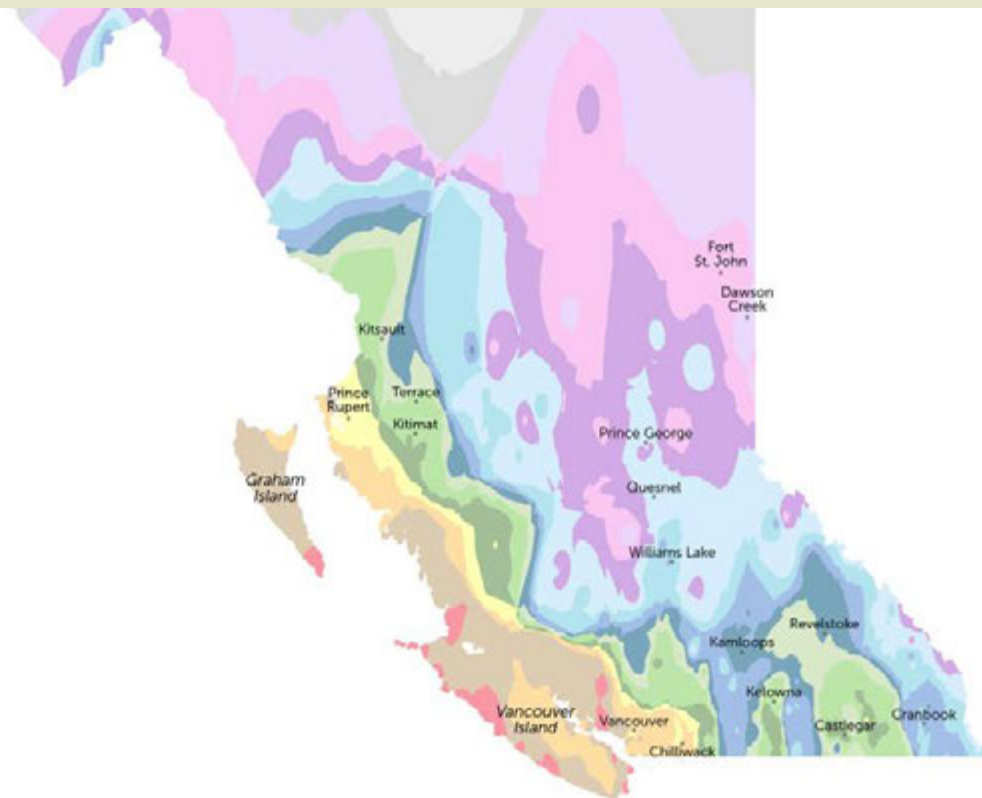 Fort
St. John
Dawson
Creek
Kitsault
Prince
Rupert
Terrace
Kitimat
Prince George
Graham
Island
Quesnel
Williams Lake
Revelstoke
Kamloops
Kelowna
Vancouver
Island
Vancouver
Castlegar
Cranbook
Chilliwack